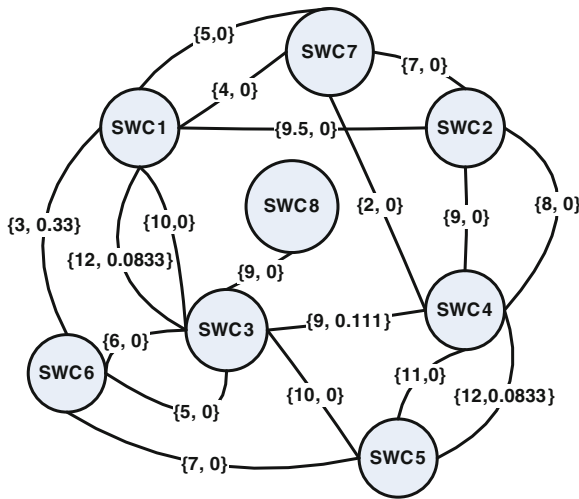 {5,0}
SWC7
{7, 0}
{4, 0}
SWC1
{9.5, 0}
SWC2
SWC8
{2, 0}
{8, 0}
{9, 0}
{3, 0.33}
{10,0}
{12, 0.0833}
{9, 0}
SWC4
{9, 0.111}
SWC3
{6, 0}
SWC6
{11,0}
{10, 0}
{12,0.0833}
{5, 0}
SWC5
{7, 0}